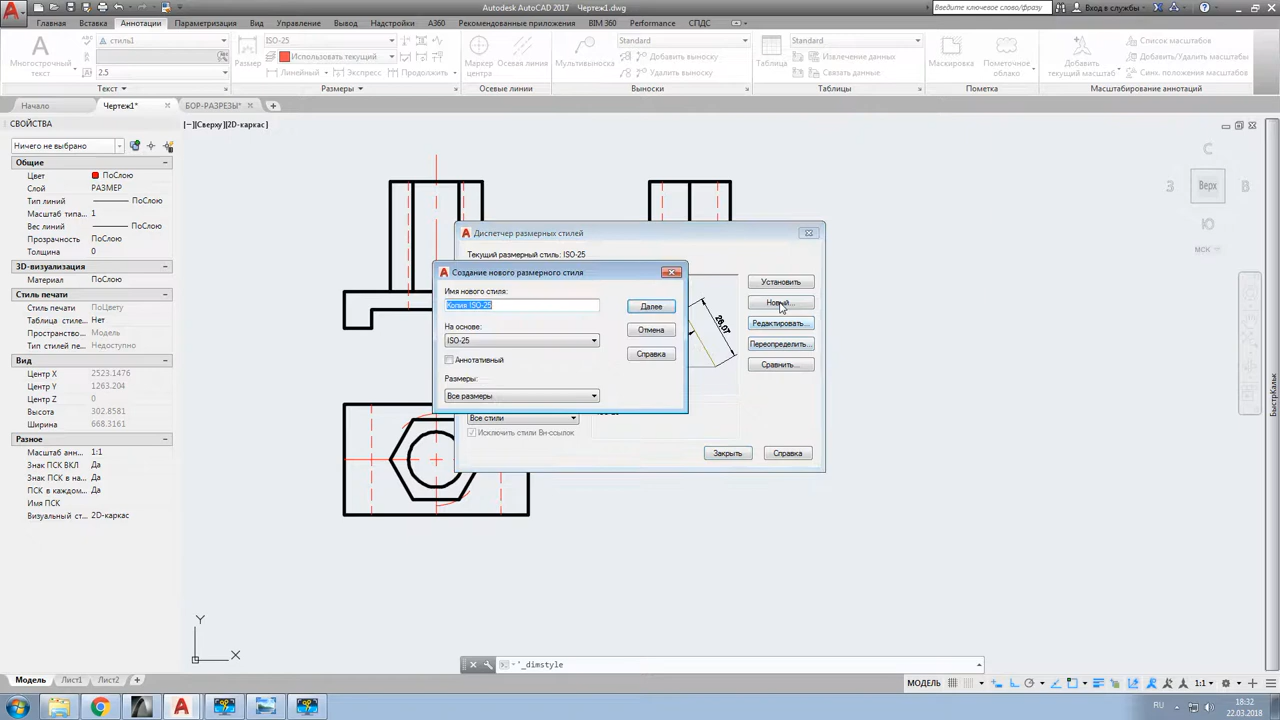 Autodesk AutoCAD 2017 Чертеж1.dwg
Введите ключевое слово/фразу
Вход в службы
Главная Вставка Аннотации Параметризация Вид Управление Вывод Надстройки A360 Рекомендованные приложения BIM 360 Performance СПДС
Многострочный текст
стиль1
2.5
Размер
ISO-25
Использовать текущий
Линейный Экспресс Продолжить
Маркер центра
Осевая линия
Мультивыноска
Standard
Добавить выноску
Удалить выноску
Таблица
Standard
Извлечение данных
Связать данные
Маскировка
Пометочное облако
Добавить текущий масштаб
Список масштабов
Добавить/Удалить масштабы
Синх. положения масштабов
Текст Размеры Осевые линии Выноски Таблицы Пометка Масштабирование аннотаций
Начало Чертеж1* БОР-РАЗРЕЗЫ*
СВОЙСТВА
[−][Сверху][2D-каркас]
Ничего не выбрано
Общие
Цвет ПоСлою
Слой РАЗМЕР
Тип линий ПоСлою
Масштаб типа... 1
Вес линий ПоСлою
Прозрачность ПоСлою
Толщина 0
3D-визуализация
Материал ПоСлою
Стиль печати
Стиль печати ПоЦвету
Таблица стил... Нет
Пространство... Модель
Тип стилей пе... Недоступно
Вид
Центр X 2523.1476
Центр Y 1263.204
Центр Z 0
Высота 302.8581
Ширина 668.3161
Разное
Масштаб анн... 1:1
Знак ПСК ВКЛ Да
Знак ПСК в на... Да
ПСК в каждом... Да
Имя ПСК
Визуальный ст... 2D-каркас
С
З Верх В
Ю
МСК
Диспетчер размерных стилей
Текущий размерный стиль: ISO-25
26,07
Установить
Новый...
Редактировать...
Переопределить...
Сравнить...
Все стили
Исключить стили Вн-ссылок
Закрыть Справка
Создание нового размерного стиля
Имя нового стиля:
Копия ISO-25
Далее
На основе:
Отмена
ISO-25
Справка
Аннотативный
Размеры:
Все размеры
Y
X
БыстрКальк
'_dimstyle
Модель Лист1 Лист2 +
МОДЕЛЬ
1:1
RU
18:32
22.03.2018